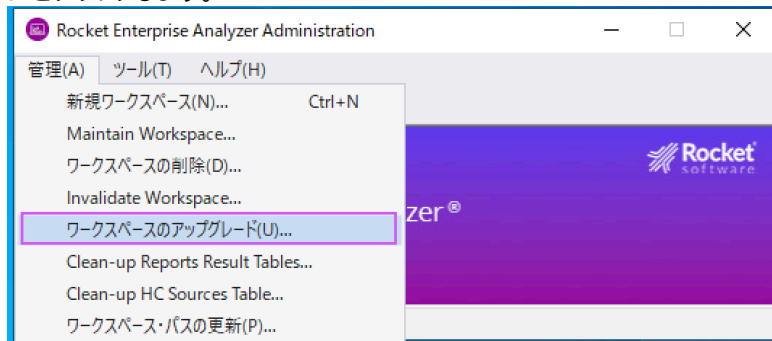 Rocket Enterprise Analyzer Administration
管理(A) ツール(T) ヘルプ(H)
新規ワークスペース(N)... Ctrl+N
Maintain Workspace...
ワークスペースの削除(D)...
Invalidate Workspace...
ワークスペースのアップグレード(U)...
Clean-up Reports Result Tables...
Clean-up HC Sources Table...
ワークスペース・パスの更新(P)...
Rocket
software
zer®